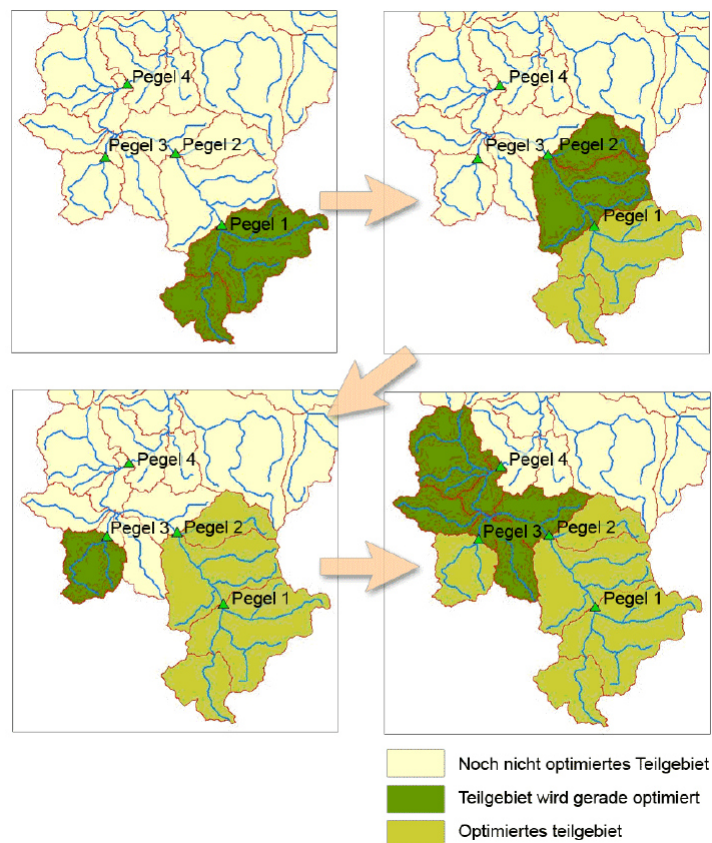 Pegel 4
Pegel 3
Pegel 2
Pegel 1
Pegel 4
Pegel 3
Pegel 2
Pegel 1
Pegel 4
Pegel 3
Pegel 2
Pegel 1
Pegel 4
Pegel 3
Pegel 2
Pegel 1
Noch nicht optimiertes Teilgebiet
Teilgebiet wird gerade optimiert
Optimiertes teilgebiet